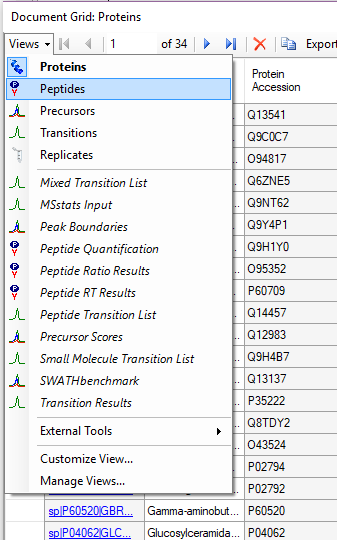 Document Grid: Proteins
Views 1 of 34 Export
Protein
Accession
Proteins
Peptides
Precursors
Transitions
Replicates
Mixed Transition List
MSstats Input
Peak Boundaries
Peptide Quantification
Peptide Ratio Results
Peptide RT Results
Peptide Transition List
Precursor Scores
Small Molecule Transition List
SWATHbenchmark
Transition Results
External Tools
Customize View...
Manage Views...
Q13541
Q9C0C7
O94817
Q6ZNE5
Q9NT62
Q9Y4P1
Q9H1Y0
O95352
P60709
Q14457
Q12983
Q9H4B7
Q13137
P35222
Q8TDY2
O43524
P02794
P02792
sp|P60520|GBR... Gamma-aminobut... P60520
sp|P04062|GLC... Glucosylceramida... P04062